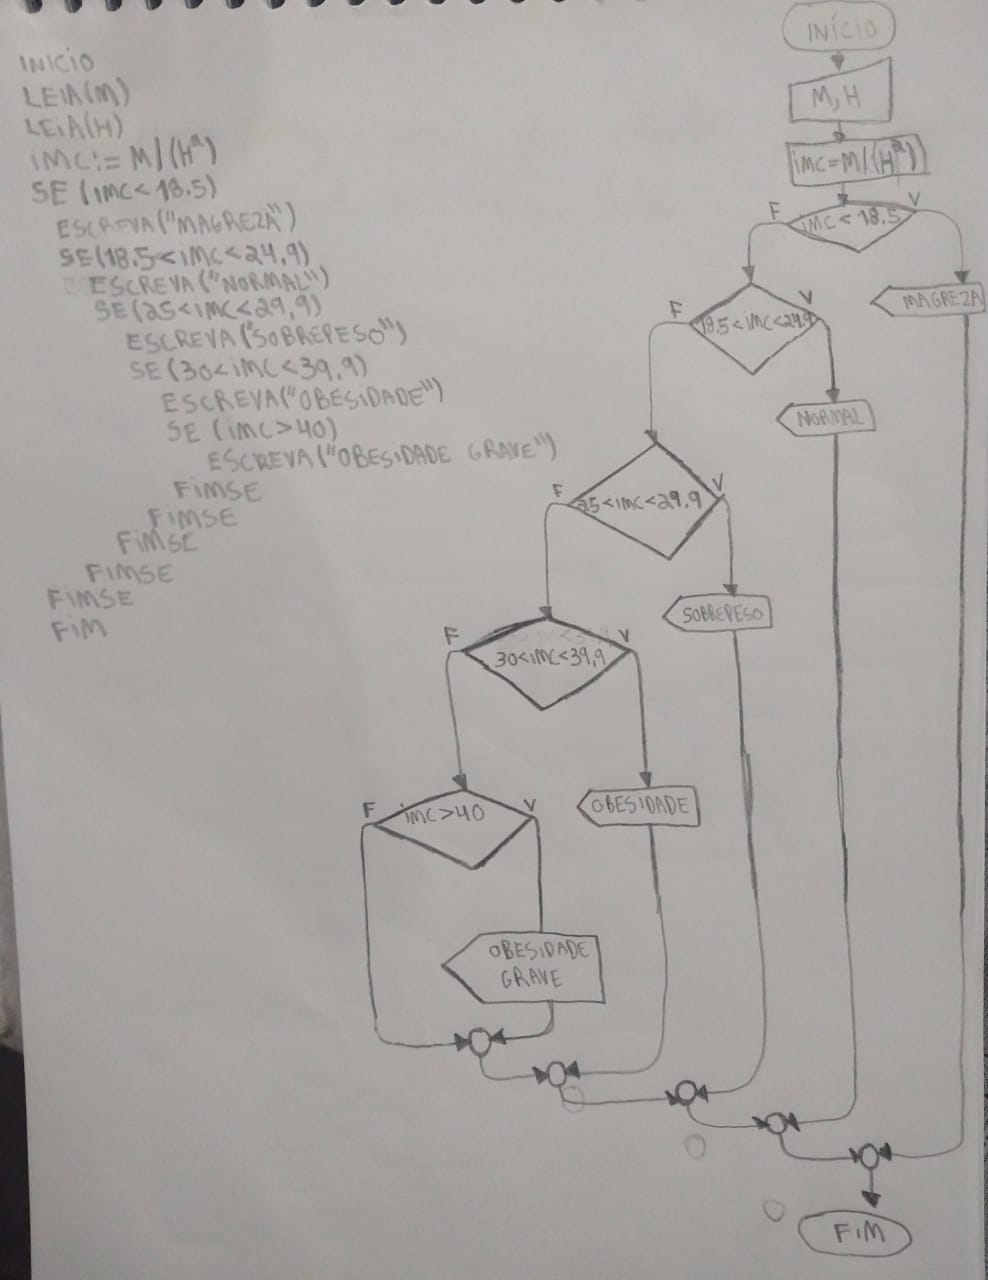 INICIO
LEIA(M)
LEIA(H)
iMC:= M/(H²)
SE (iMC<18.5)
ESCREVA("MAGREZA")
SE(18.5<iMC<24,9)
ESCREVA("NORMAL")
SE(25<iMC<29,9)
ESCREVA("SOBREPESO")
SE(30<iMC<39,9)
ESCREVA("OBESIDADE")
SE (iMC>40)
ESCREVA("OBESiDADE GRAVE")
FiMSE
FiMSE
FiMSE
FIMSE
FiMSE
FiM
INÍCIO
M,H
imc=M/(H²)
F
V
iMC<18.5
MAGREZA
F
V
18.5<iMC<24.9
NORMAL
F
V
25<iMC<29.9
SOBREPESO
F
V
30<iMC<39,9
OBESIDADE
F
V
iMC>40
OBESIDADE
GRAVE
FiM